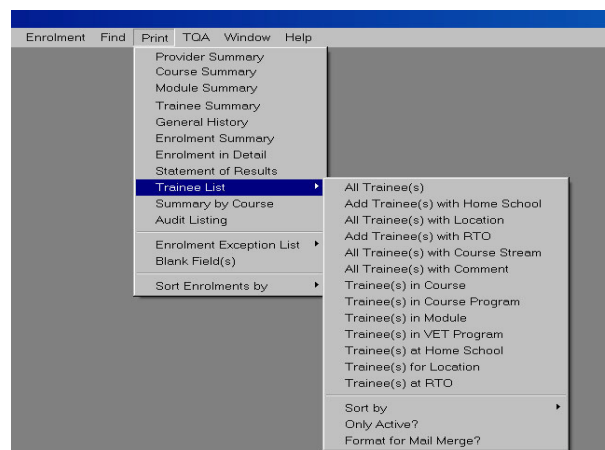 Enrolment Find Print TQA Window Help
Provider Summary
Course Summary
Module Summary
Trainee Summary
General History
Enrolment Summary
Enrolment in Detail
Statement of Results
Trainee List
Summary by Course
Audit Listing
Enrolment Exception List
Blank Field(s)
Sort Enrolments by
All Trainee(s)
Add Trainee(s) with Home School
All Trainee(s) with Location
Add Trainee(s) with RTO
All Trainee(s) with Course Stream
All Trainee(s) with Comment
Trainee(s) in Course
Trainee(s) in Course Program
Trainee(s) in Module
Trainee(s) in VET Program
Trainee(s) at Home School
Trainee(s) for Location
Trainee(s) at RTO
Sort by
Only Active?
Format for Mail Merge?